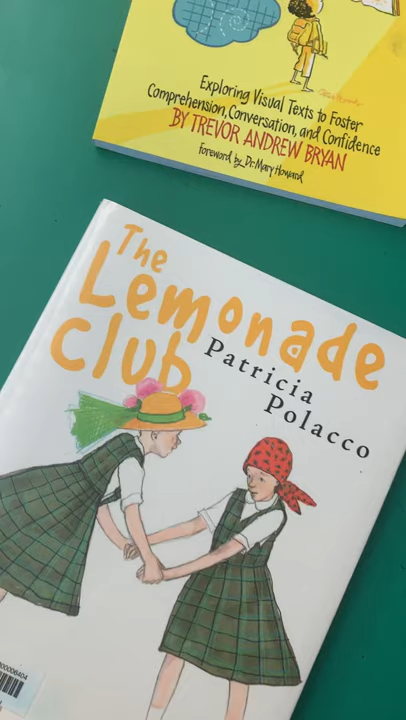 Exploring Visual Texts to Foster
Comprehension, Conversation, and Confidence
BY TREVOR ANDREW BRYAN
Foreword by Dr. Mary Howard
The
Lemonade
Club
Patricia
Polacco